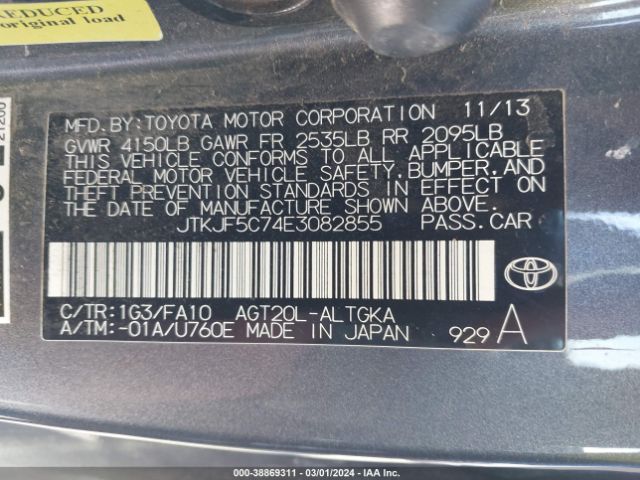 REDUCED
original load
21200
MFD.BY:TOYOTA MOTOR CORPORATION 11/13
GVWR 4150LB GAWR FR 2535LB RR 2095LB
THIS VEHICLE CONFORMS TO ALL APPLICABLE
FEDERAL MOTOR VEHICLE SAFETY,BUMPER,AND
THEFT PREVENTION STANDARDS IN EFFECT ON
THE DATE OF MANUFACTURE SHOWN ABOVE.
JTKJF5C74E3082855 PASS.CAR
C/TR:1G3/FA10 AGT20L-ALTGKA
A/TM:-01A/U760E MADE IN JAPAN 929 A
000-38869311 - 03/01/2024 - IAA Inc.